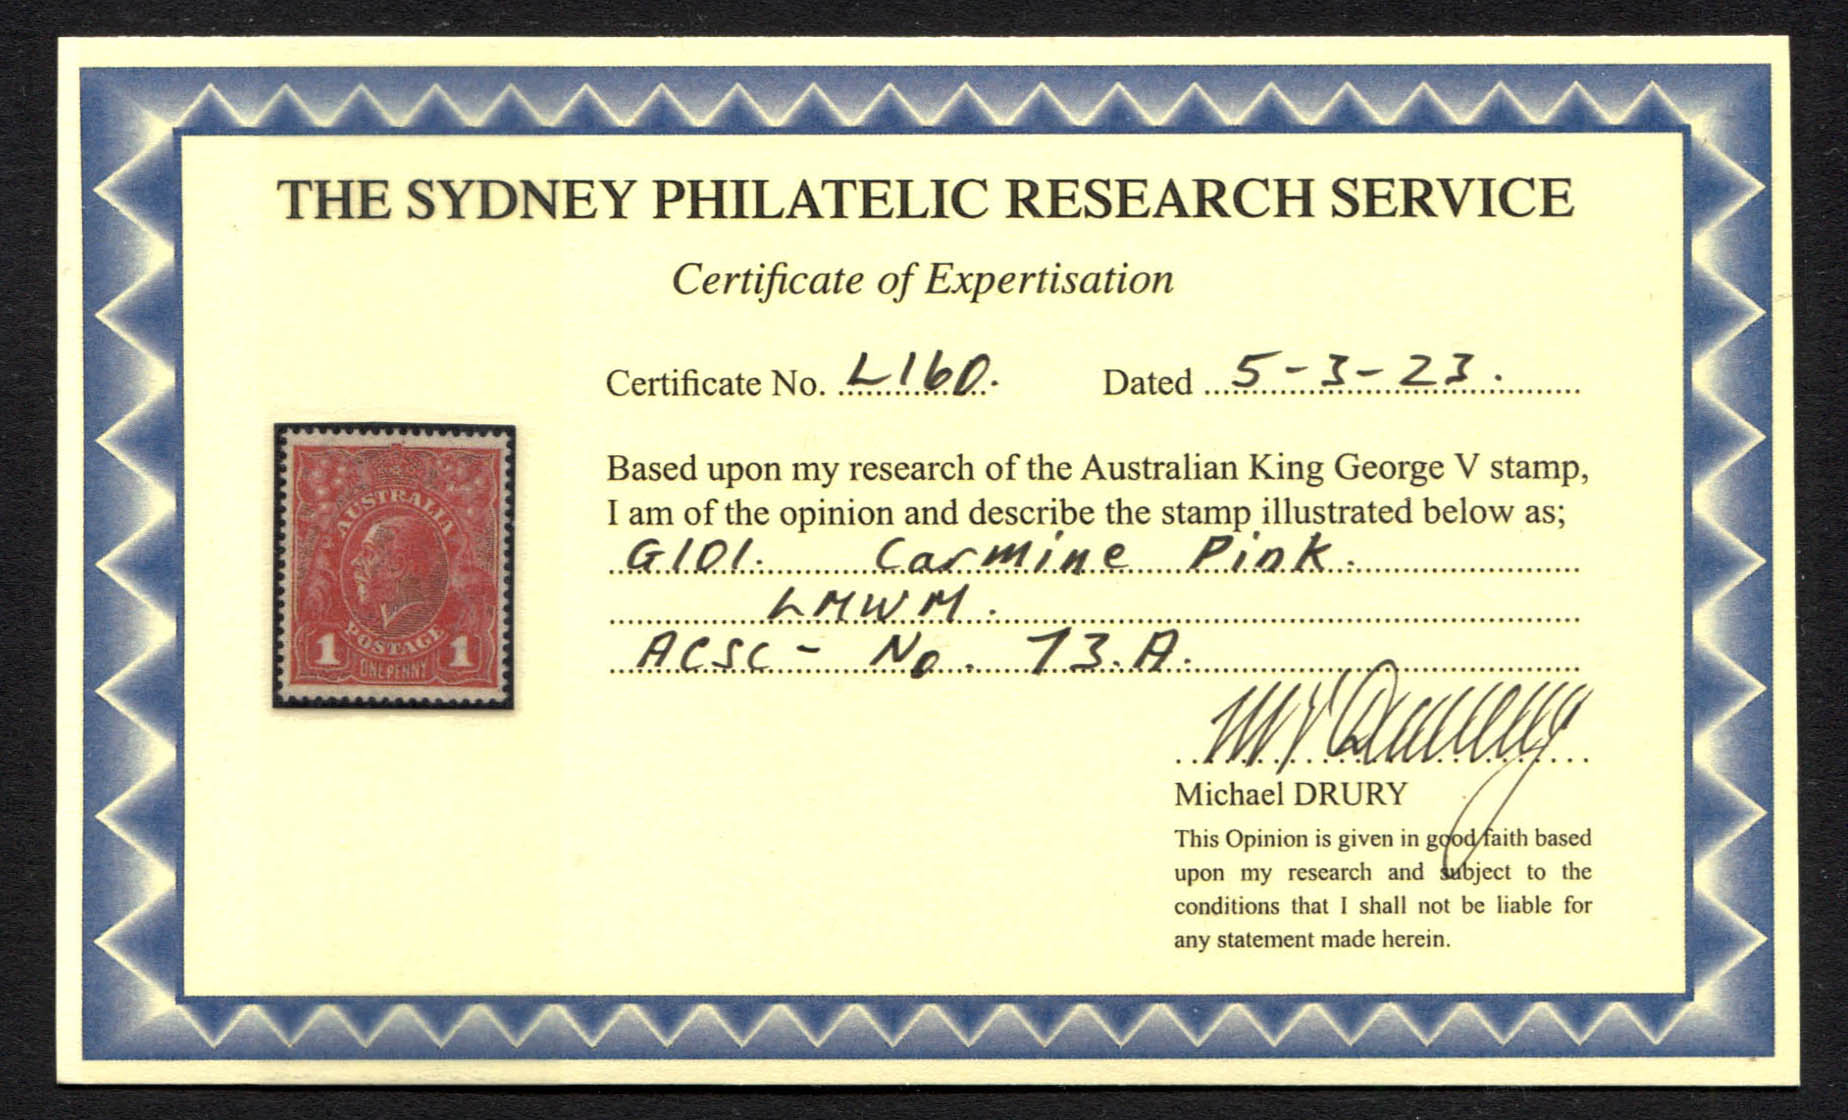 THE SYDNEY PHILATELIC RESEARCH SERVICE
Certificate of Expertisation
Certificate No. L160. Dated 5-3-23.
Based upon my research of the Australian King George V stamp,
I am of the opinion and describe the stamp illustrated below as;
G101. Carmine Pink.
LMWM.
ACSC - No. 73.A.
AUSTRALIA
POSTAGE
1 ONE PENNY 1
Michael DRURY
This Opinion is given in good faith based
upon my research and subject to the
conditions that I shall not be liable for
any statement made herein.